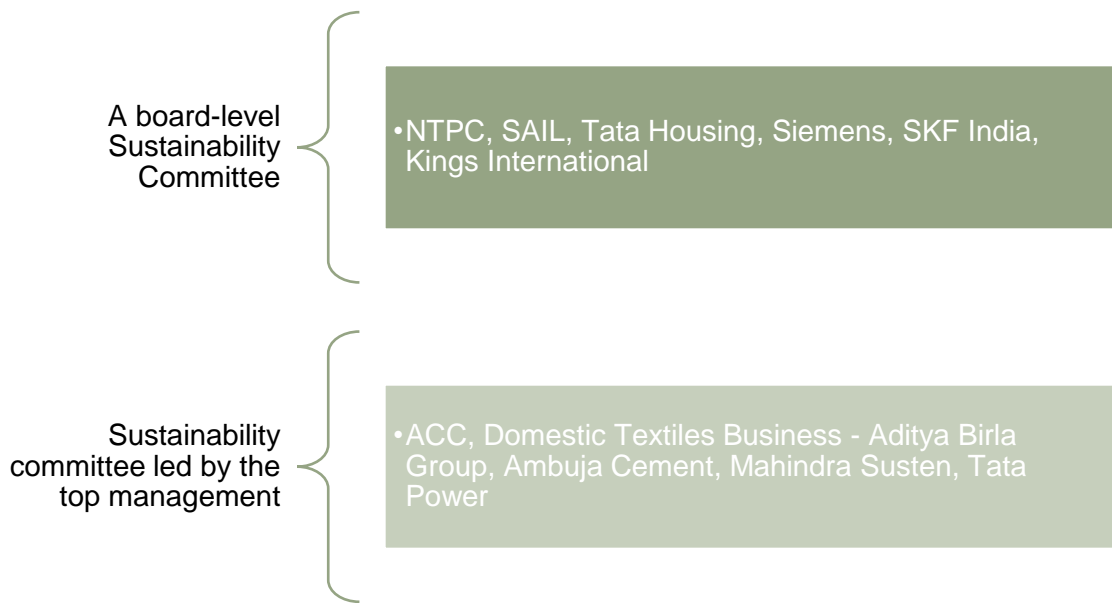 A board-level
Sustainability
Committee
•NTPC, SAIL, Tata Housing, Siemens, SKF India,
Kings International
Sustainability
committee led by the
top management
•ACC, Domestic Textiles Business - Aditya Birla
Group, Ambuja Cement, Mahindra Susten, Tata
Power